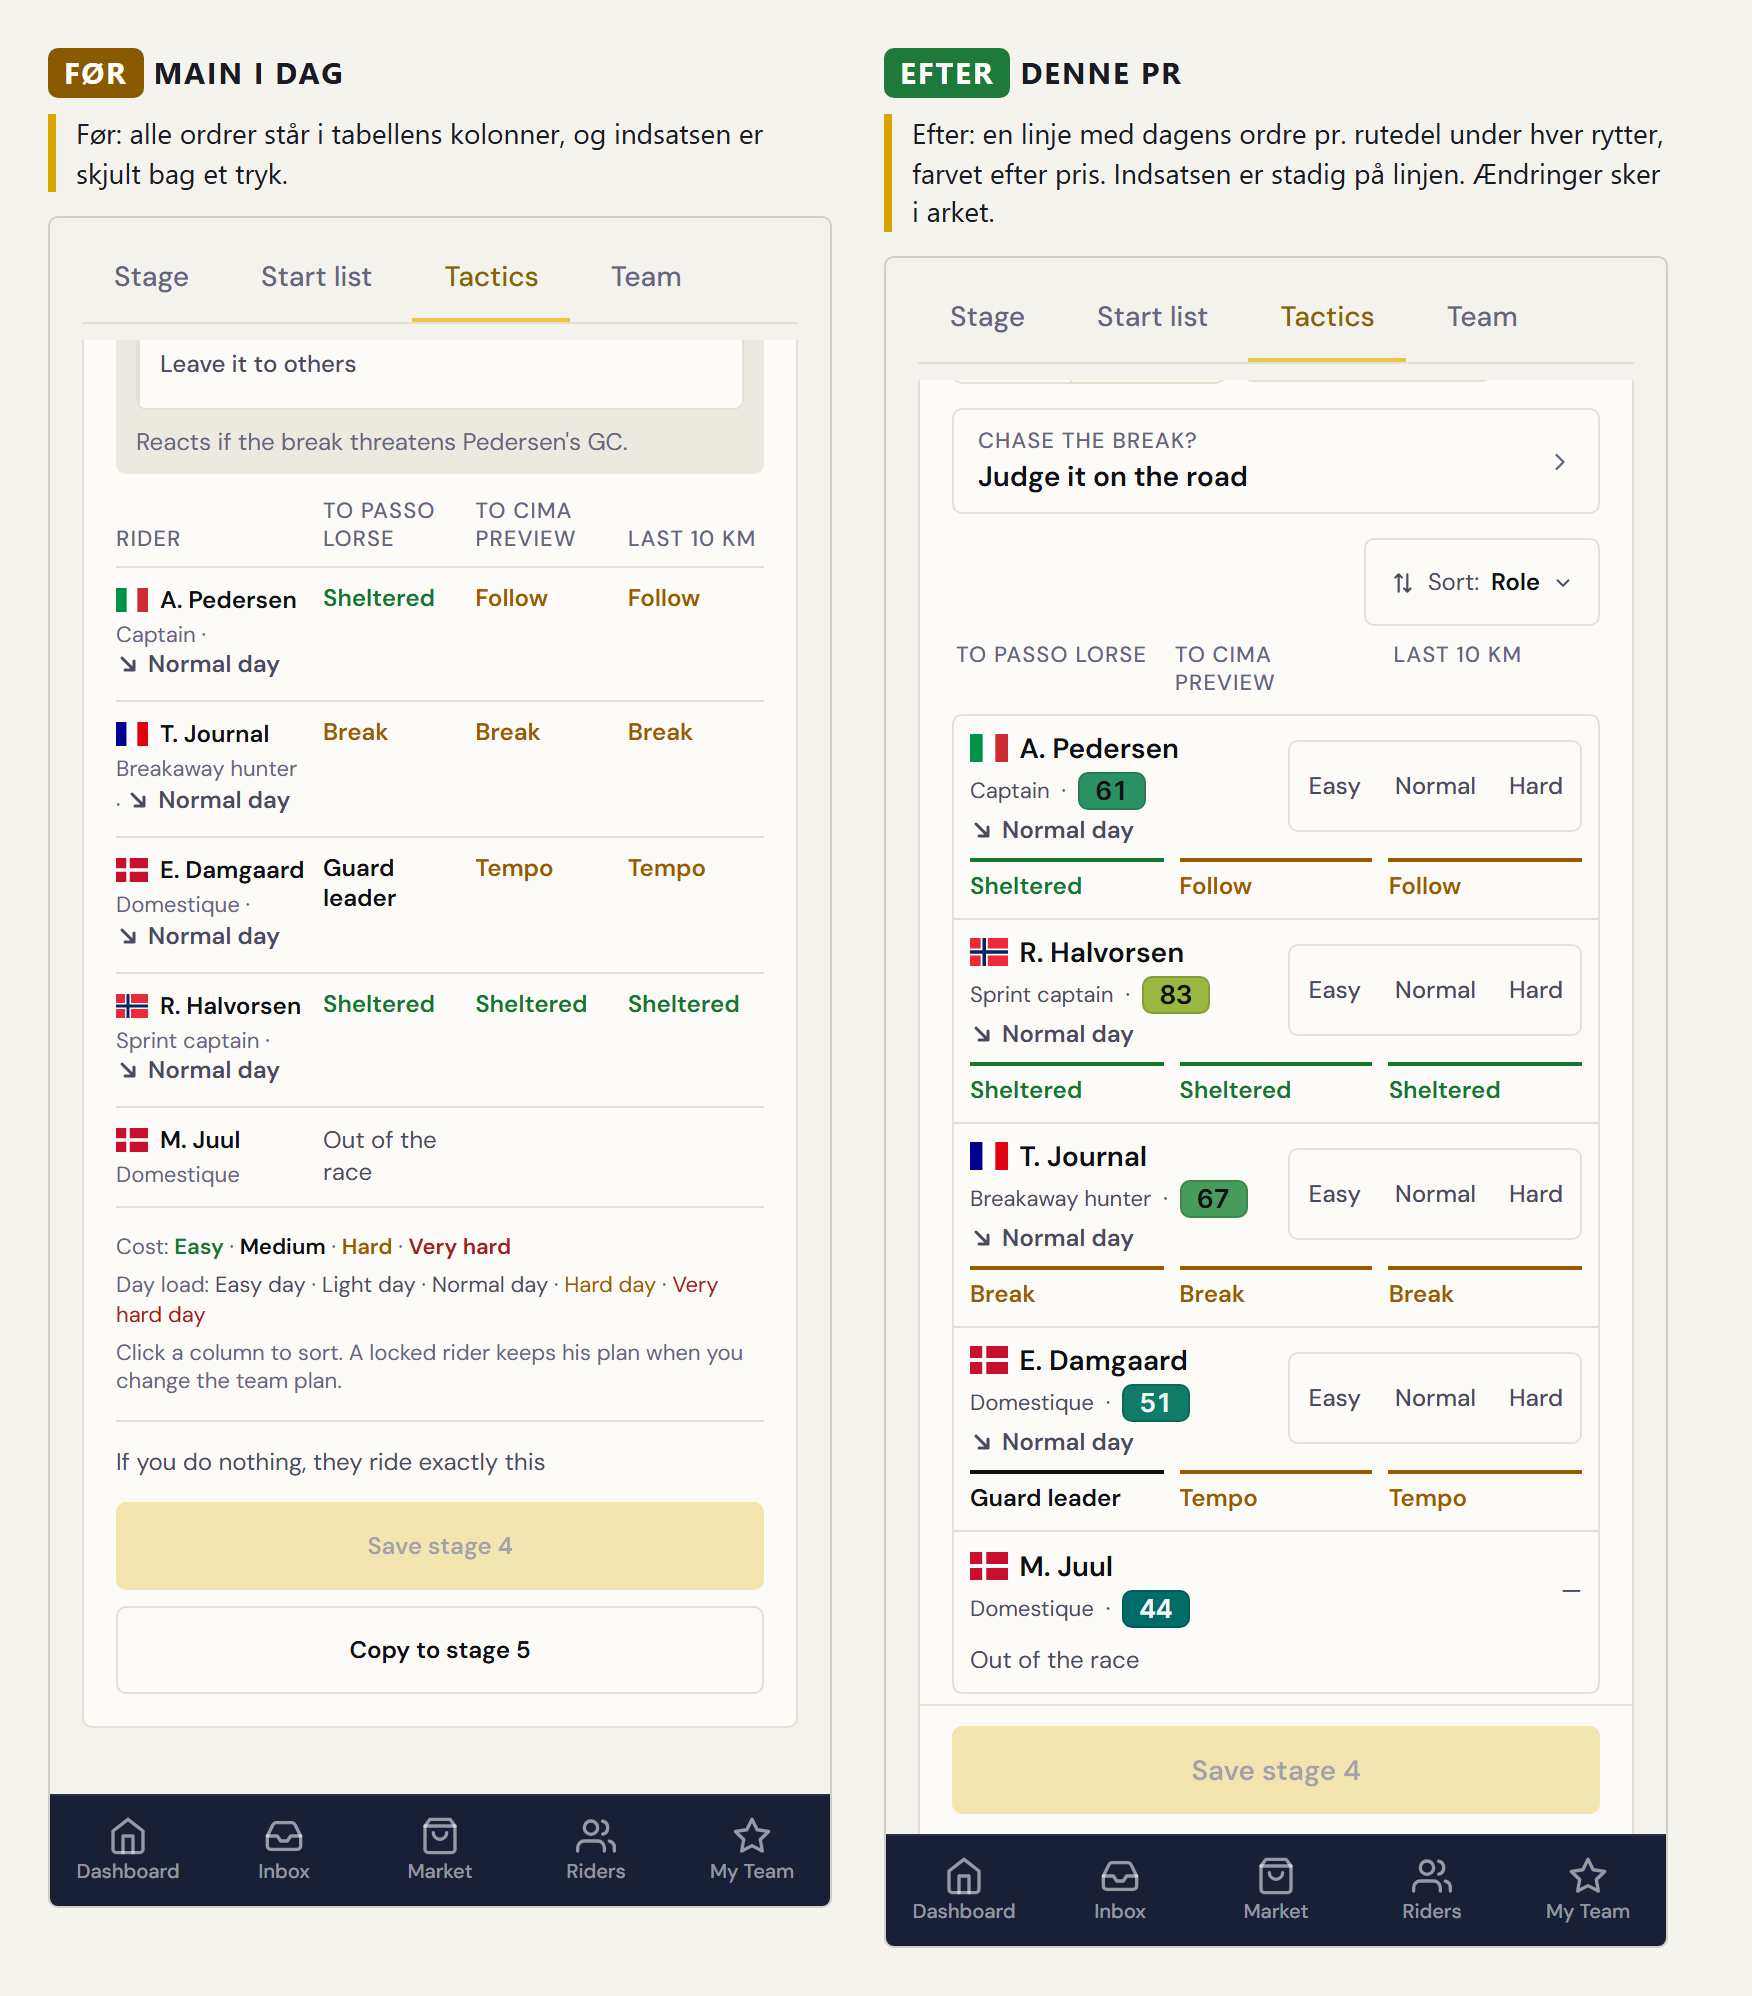 FØR MAIN I DAG
Før: alle ordrer står i tabellens kolonner, og indsatsen er
skjult bag et tryk.
Stage Start list Tactics Team
Leave it to others
Reacts if the break threatens Pedersen's GC.
RIDER TO PASSO LORSE TO CIMA PREVIEW LAST 10 KM
A. Pedersen Sheltered Follow Follow
Captain ·
Normal day
T. Journal Break Break Break
Breakaway hunter
· Normal day
E. Damgaard Guard leader Tempo Tempo
Domestique ·
Normal day
R. Halvorsen Sheltered Sheltered Sheltered
Sprint captain ·
Normal day
M. Juul Out of the race
Domestique
Cost: Easy · Medium · Hard · Very hard
Day load: Easy day · Light day · Normal day · Hard day · Very
hard day
Click a column to sort. A locked rider keeps his plan when you
change the team plan.
If you do nothing, they ride exactly this
Save stage 4
Copy to stage 5
Dashboard Inbox Market Riders My Team
EFTER DENNE PR
Efter: en linje med dagens ordre pr. rutedel under hver rytter,
farvet efter pris. Indsatsen er stadig på linjen. Ændringer sker
i arket.
Stage Start list Tactics Team
CHASE THE BREAK?
Judge it on the road
Sort: Role
TO PASSO LORSE TO CIMA PREVIEW LAST 10 KM
A. Pedersen
Captain · 61 Easy Normal Hard
Normal day
Sheltered Follow Follow
R. Halvorsen
Sprint captain · 83 Easy Normal Hard
Normal day
Sheltered Sheltered Sheltered
T. Journal
Breakaway hunter · 67 Easy Normal Hard
Normal day
Break Break Break
E. Damgaard
Domestique · 51 Easy Normal Hard
Normal day
Guard leader Tempo Tempo
M. Juul
Domestique · 44 –
Out of the race
Save stage 4
Dashboard Inbox Market Riders My Team